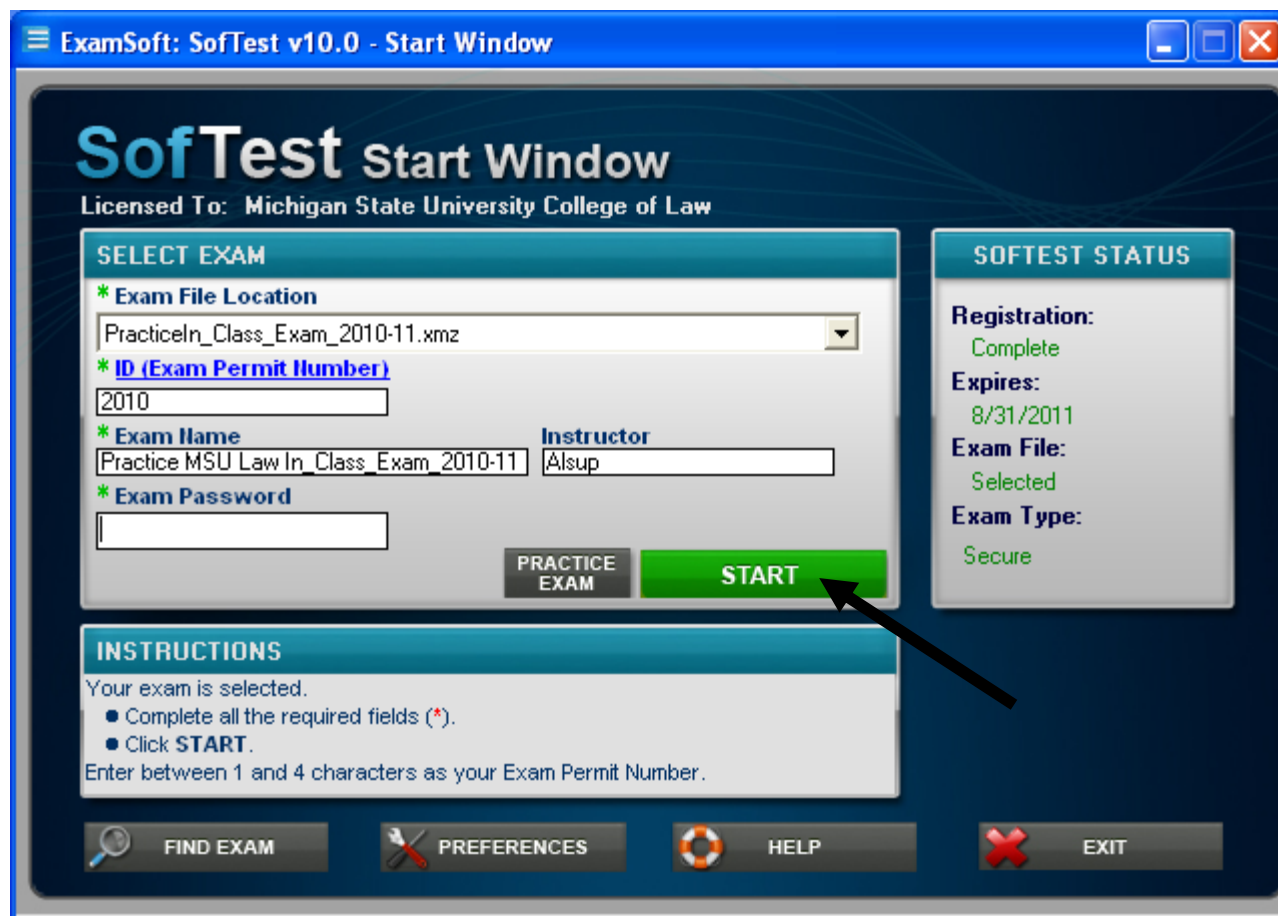 ExamSoft: SofTest v10.0 - Start Window
SofTest Start Window
Licensed To: Michigan State University College of Law
SELECT EXAM
* Exam File Location
PracticeIn_Class_Exam_2010-11.xmz
* ID (Exam Permit Number)
2010
* Exam Name Instructor
Practice MSU Law In_Class_Exam_2010-11 Alsup
* Exam Password
PRACTICE EXAM
START
SOFTEST STATUS
Registration:
Complete
Expires:
8/31/2011
Exam File:
Selected
Exam Type:
Secure
INSTRUCTIONS
Your exam is selected.
● Complete all the required fields (*).
● Click START.
Enter between 1 and 4 characters as your Exam Permit Number.
FIND EXAM PREFERENCES HELP EXIT